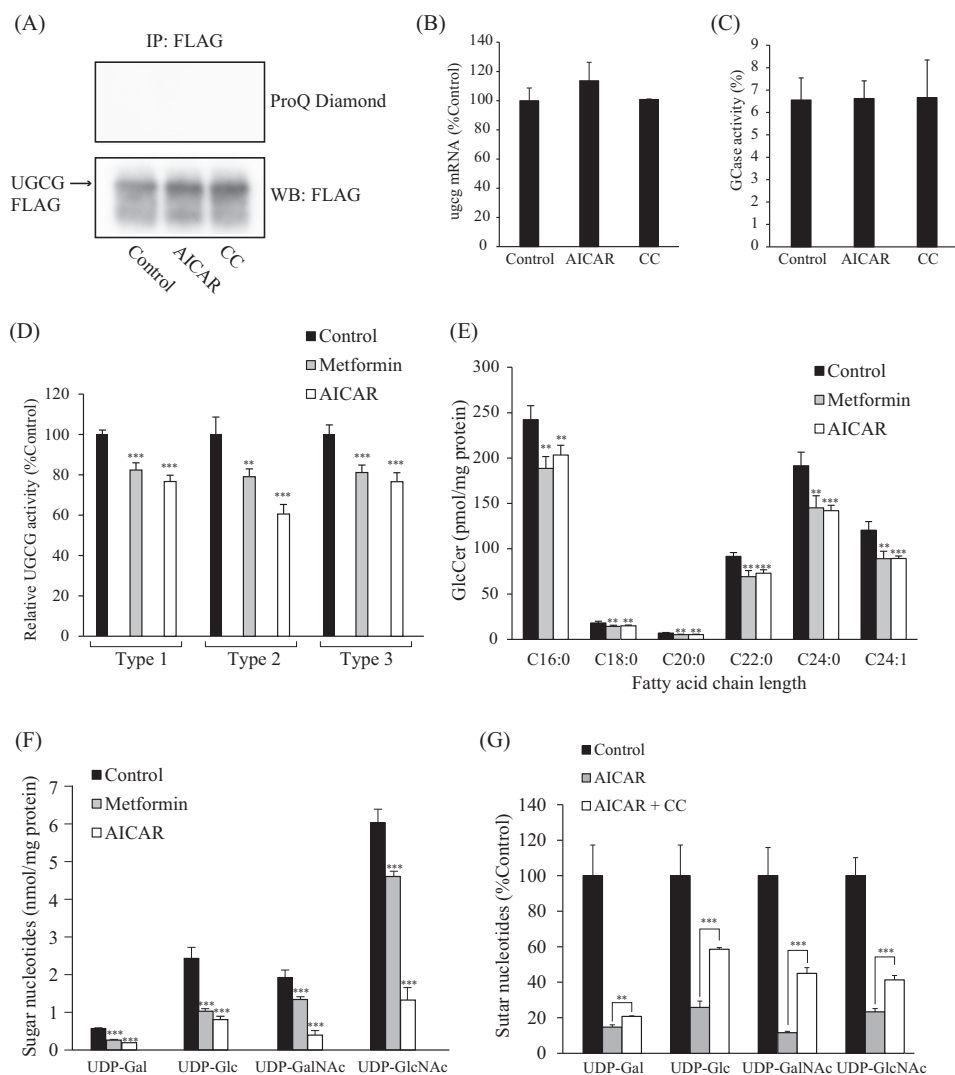 (A)
IP: FLAG
ProQ Diamond
UGCG
FLAG
WB: FLAG
Control
AICAR
CC
(B)
ugcg mRNA (%Control)
140
120
100
80
60
40
20
0
Control AICAR CC
(C)
GCase activity (%)
9
8
7
6
5
4
3
2
1
0
Control AICAR CC
(D)
Control
Metformin
AICAR
Relative UGCG activity (%Control)
120
100
80
60
40
20
0
*** *** ** *** *** ***
Type 1 Type 2 Type 3
(E)
Control
Metformin
AICAR
GlcCer (pmol/mg protein)
300
250
200
150
100
50
0
** ** ** ** ** ** ** *** ** *** ** ***
C16:0 C18:0 C20:0 C22:0 C24:0 C24:1
Fatty acid chain length
(F)
Control
Metformin
AICAR
Sugar nucleotides (nmol/mg protein)
7
6
5
4
3
2
1
0
*** *** *** *** *** *** *** ***
UDP-Gal UDP-Glc UDP-GalNAc UDP-GlcNAc
(G)
Control
AICAR
AICAR + CC
Sutar nucleotides (%Control)
140
120
100
80
60
40
20
0
** *** *** ***
UDP-Gal UDP-Glc UDP-GalNAc UDP-GlcNAc